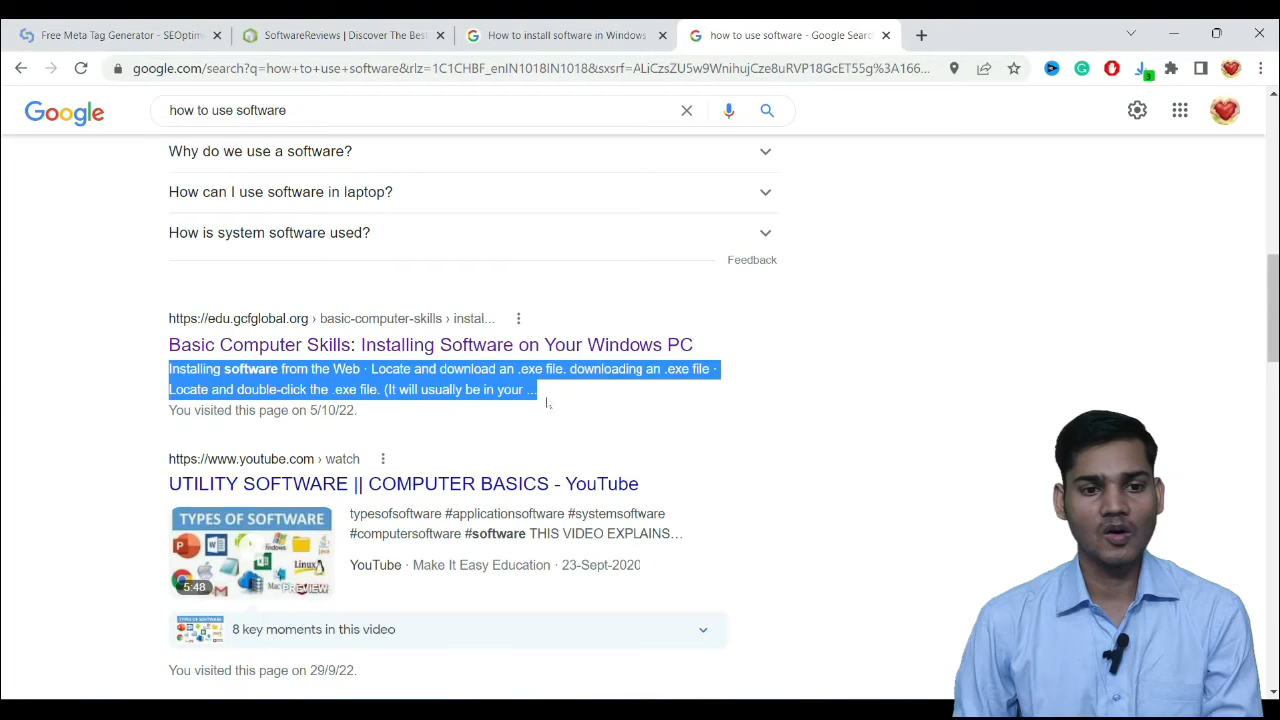 Free Meta Tag Generator - SEOptim
SoftwareReviews | Discover The Best
How to install software in Windows
how to use software - Google Searc
google.com/search?q=how+to+use+software&rlz=1C1CHBF_enIN1018IN1018&sxsrf=ALiCzsZU5w9WnihujCze8uRVP18GcET55g%3A166...
3
Google
how to use software
Why do we use a software?
How can I use software in laptop?
How is system software used?
Feedback
https://edu.gcfglobal.org › basic-computer-skills › instal...
Basic Computer Skills: Installing Software on Your Windows PC
Installing software from the Web · Locate and download an .exe file. downloading an .exe file ·
Locate and double-click the .exe file. (It will usually be in your ...
You visited this page on 5/10/22.
https://www.youtube.com › watch
UTILITY SOFTWARE || COMPUTER BASICS - YouTube
TYPES OF SOFTWARE
Linux
5:48
PREVIEW
typesofsoftware #applicationsoftware #systemsoftware
#computersoftware #software THIS VIDEO EXPLAINS...
YouTube · Make It Easy Education · 23-Sept-2020
8 key moments in this video
You visited this page on 29/9/22.